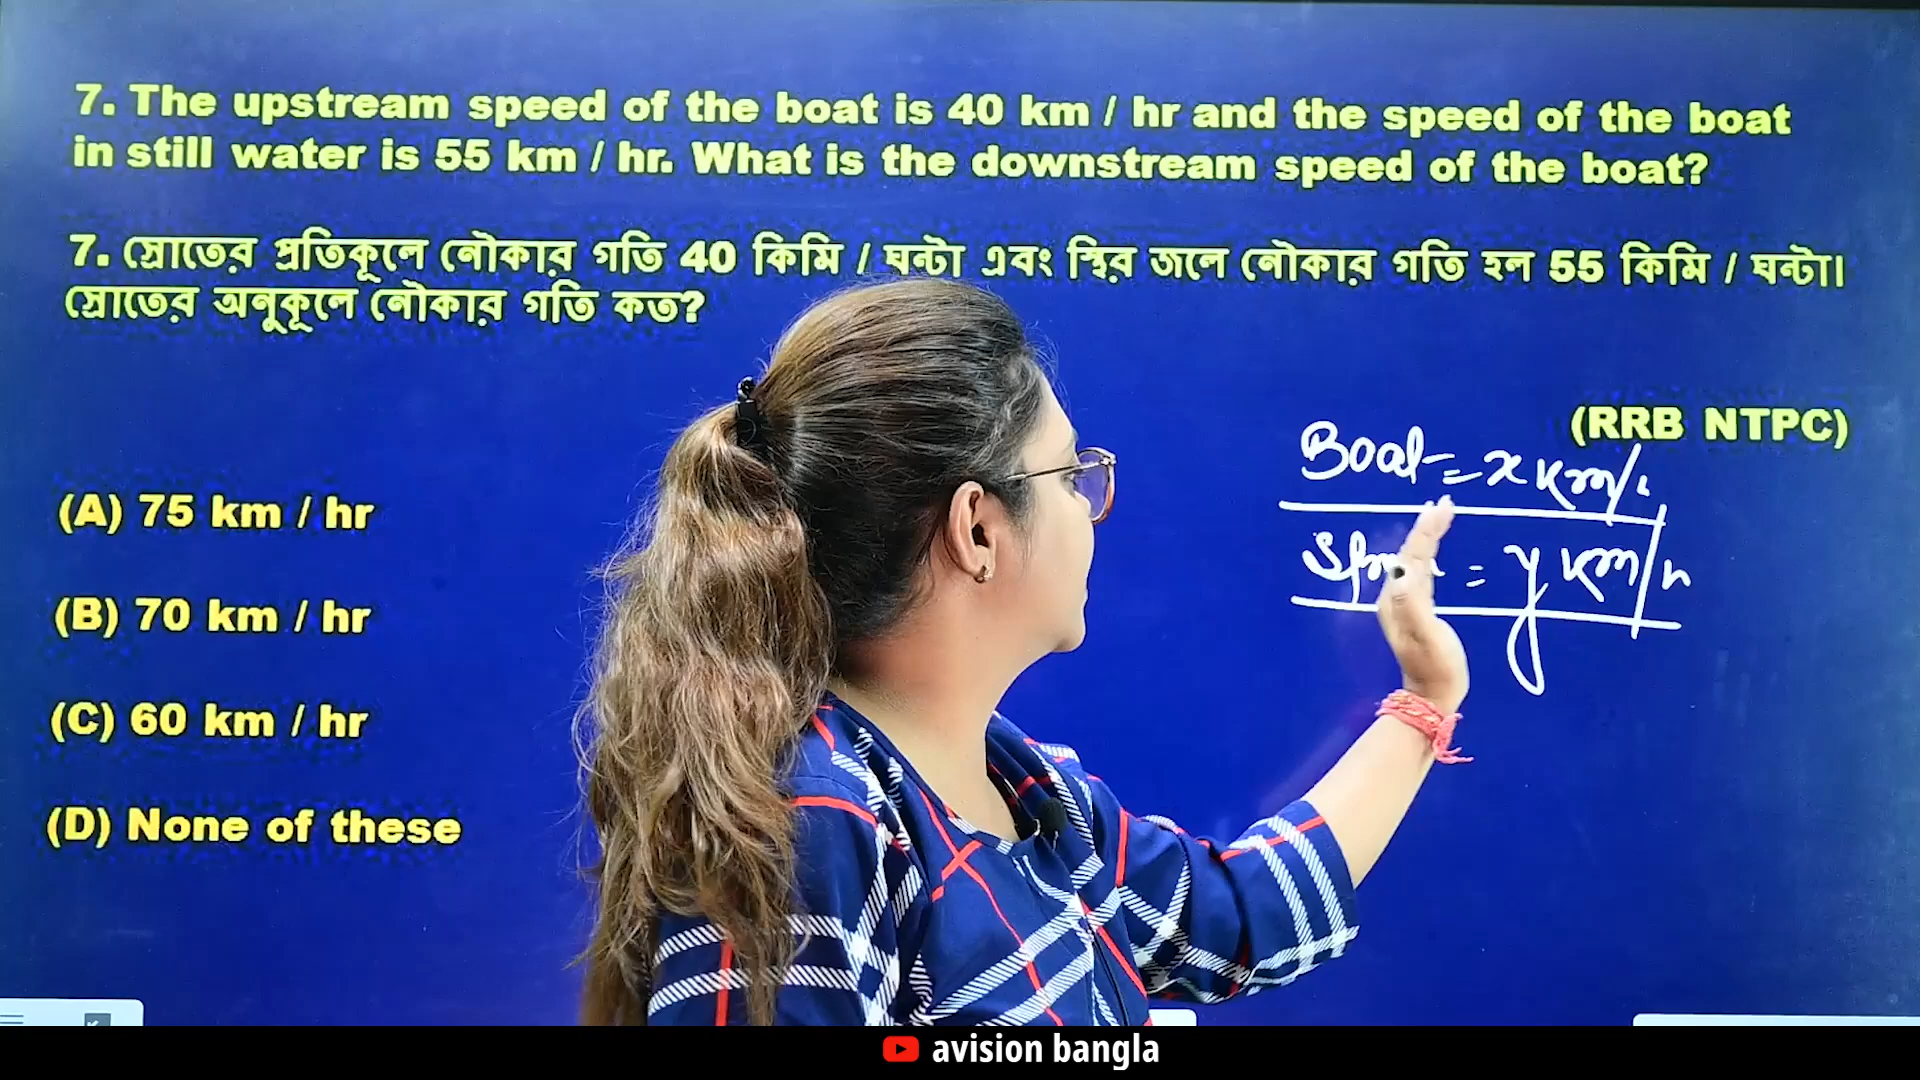 7. The upstream speed of the boat is 40 km / hr and the speed of the boat
in still water is 55 km / hr. What is the downstream speed of the boat?
7. স্রোতের প্রতিকূলে নৌকার গতি 40 কিমি / ঘন্টা এবং স্থির জলে নৌকার গতি হল 55 কিমি / ঘন্টা।
স্রোতের অনুকূলে নৌকার গতি কত?
(RRB NTPC)
Boat = x km/h
= y km/h
(A) 75 km / hr
(B) 70 km / hr
(C) 60 km / hr
(D) None of these
avision bangla